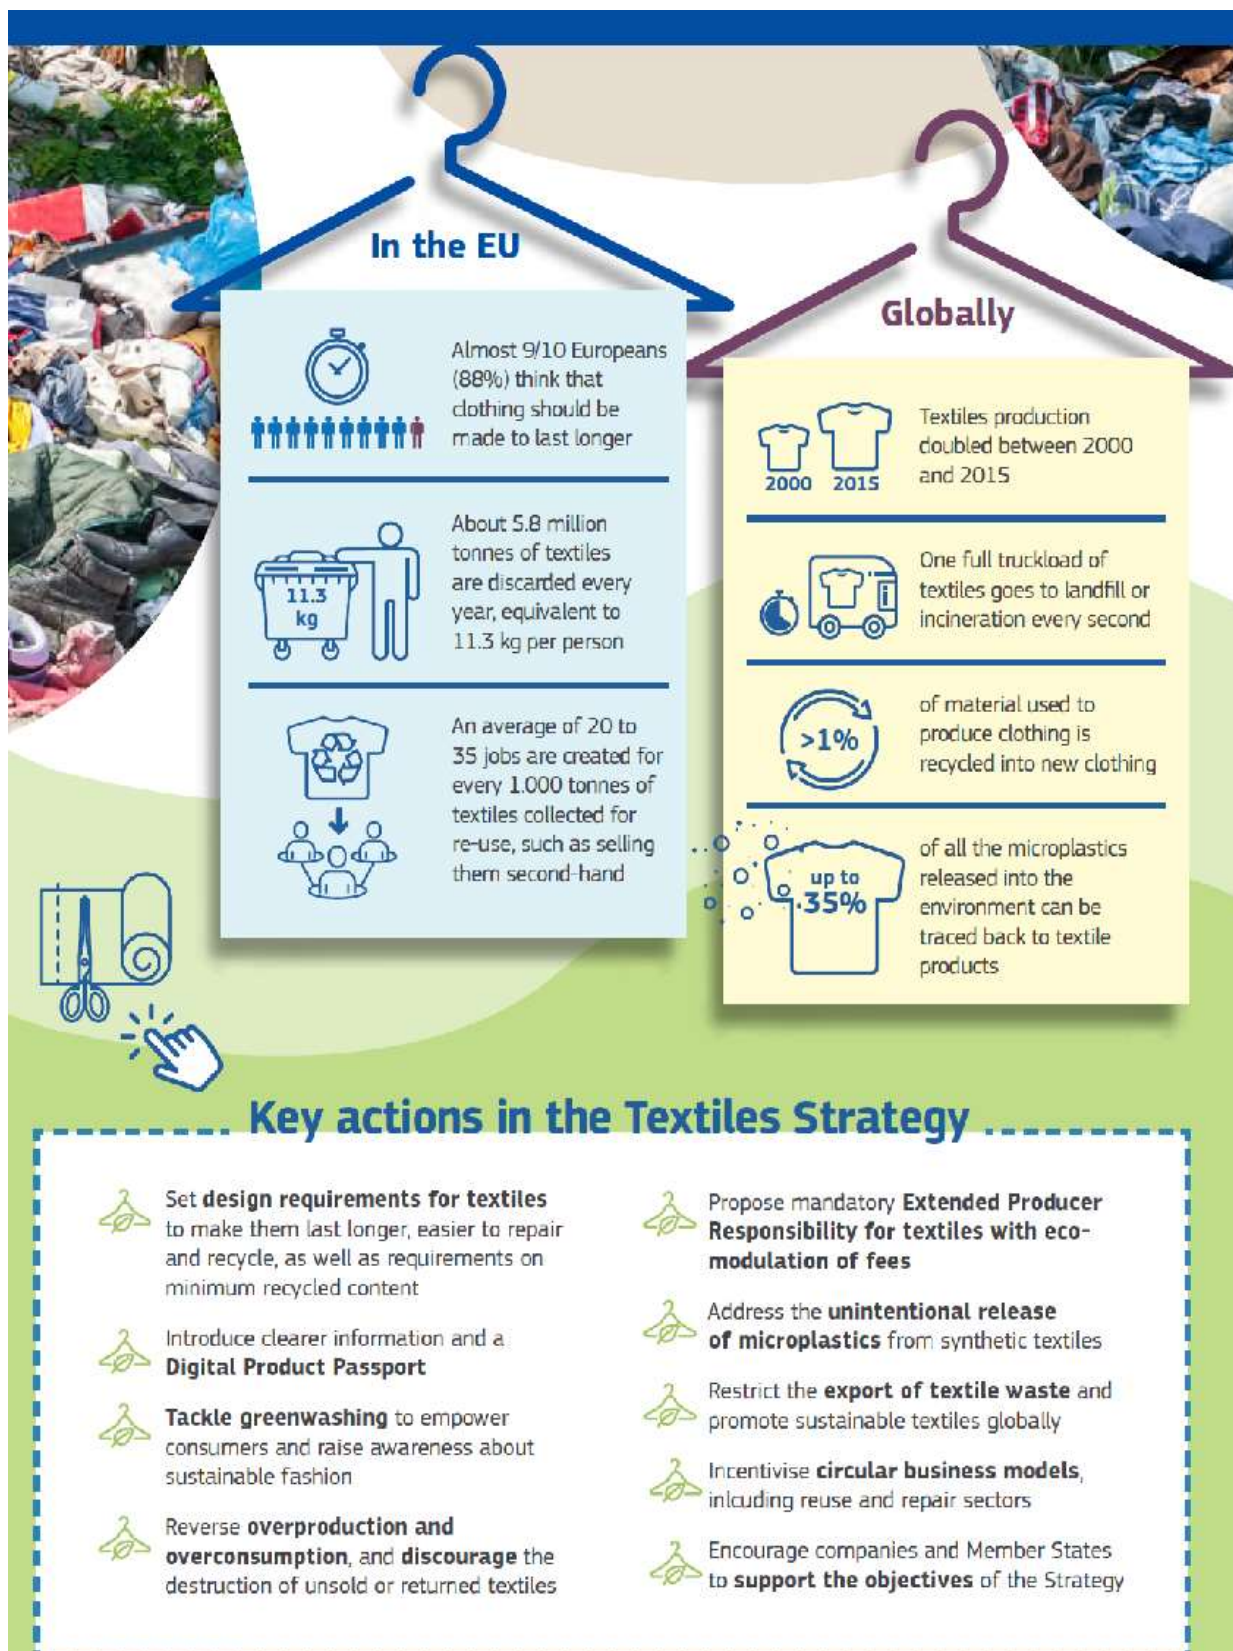 In the EU
Almost 9/10 Europeans
(88%) think that
clothing should be
made to last longer
11.3
kg
About 5.8 million
tonnes of textiles
are discarded every
year, equivalent to
11.3 kg per person
An average of 20 to
35 jobs are created for
every 1.000 tonnes of
textiles collected for
re-use, such as selling
them second-hand
Globally
2000 2015
Textiles production
doubled between 2000
and 2015
One full truckload of
textiles goes to landfill or
incineration every second
>1%
of material used to
produce clothing is
recycled into new clothing
up to
35%
of all the microplastics
released into the
environment can be
traced back to textile
products
Key actions in the Textiles Strategy
Set design requirements for textiles
to make them last longer, easier to repair
and recycle, as well as requirements on
minimum recycled content
Introduce clearer information and a
Digital Product Passport
Tackle greenwashing to empower
consumers and raise awareness about
sustainable fashion
Reverse overproduction and
overconsumption, and discourage the
destruction of unsold or returned textiles
Propose mandatory Extended Producer
Responsibility for textiles with eco-
modulation of fees
Address the unintentional release
of microplastics from synthetic textiles
Restrict the export of textile waste and
promote sustainable textiles globally
Incentivise circular business models,
inlcuding reuse and repair sectors
Encourage companies and Member States
to support the objectives of the Strategy